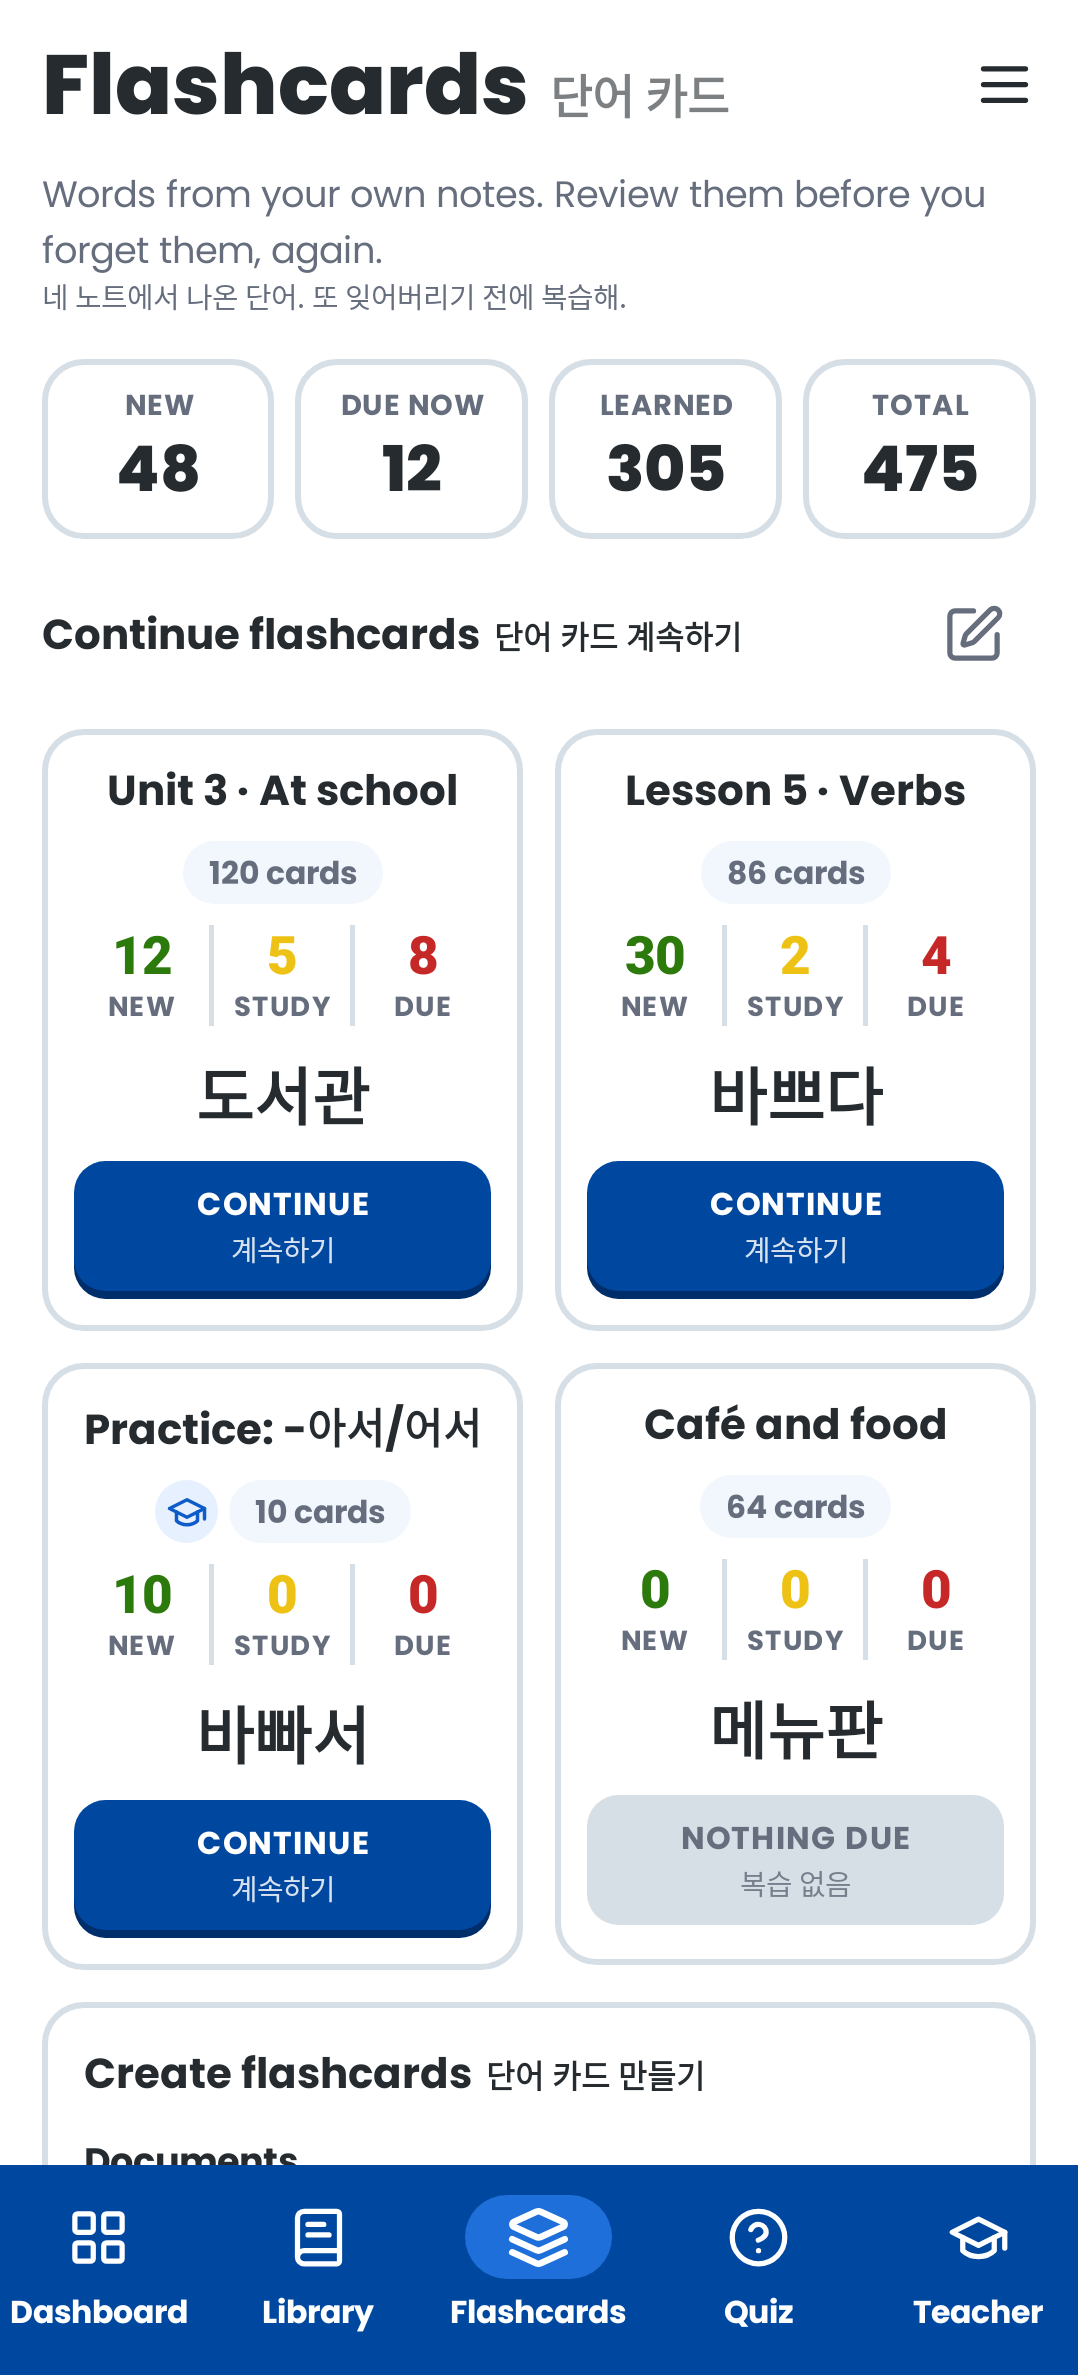 Flashcards 단어 카드
Words from your own notes. Review them before you
forget them, again.
네 노트에서 나온 단어. 또 잊어버리기 전에 복습해.
NEW DUE NOW LEARNED TOTAL
48 12 305 475
Continue flashcards 단어 카드 계속하기
Unit 3 · At school
120 cards
12 5 8
NEW STUDY DUE
도서관
CONTINUE
계속하기
Lesson 5 · Verbs
86 cards
30 2 4
NEW STUDY DUE
바쁘다
CONTINUE
계속하기
Practice: -아서/어서
10 cards
10 0 0
NEW STUDY DUE
바빠서
CONTINUE
계속하기
Café and food
64 cards
0 0 0
NEW STUDY DUE
메뉴판
NOTHING DUE
복습 없음
Create flashcards 단어 카드 만들기
Documents
Dashboard Library Flashcards Quiz Teacher